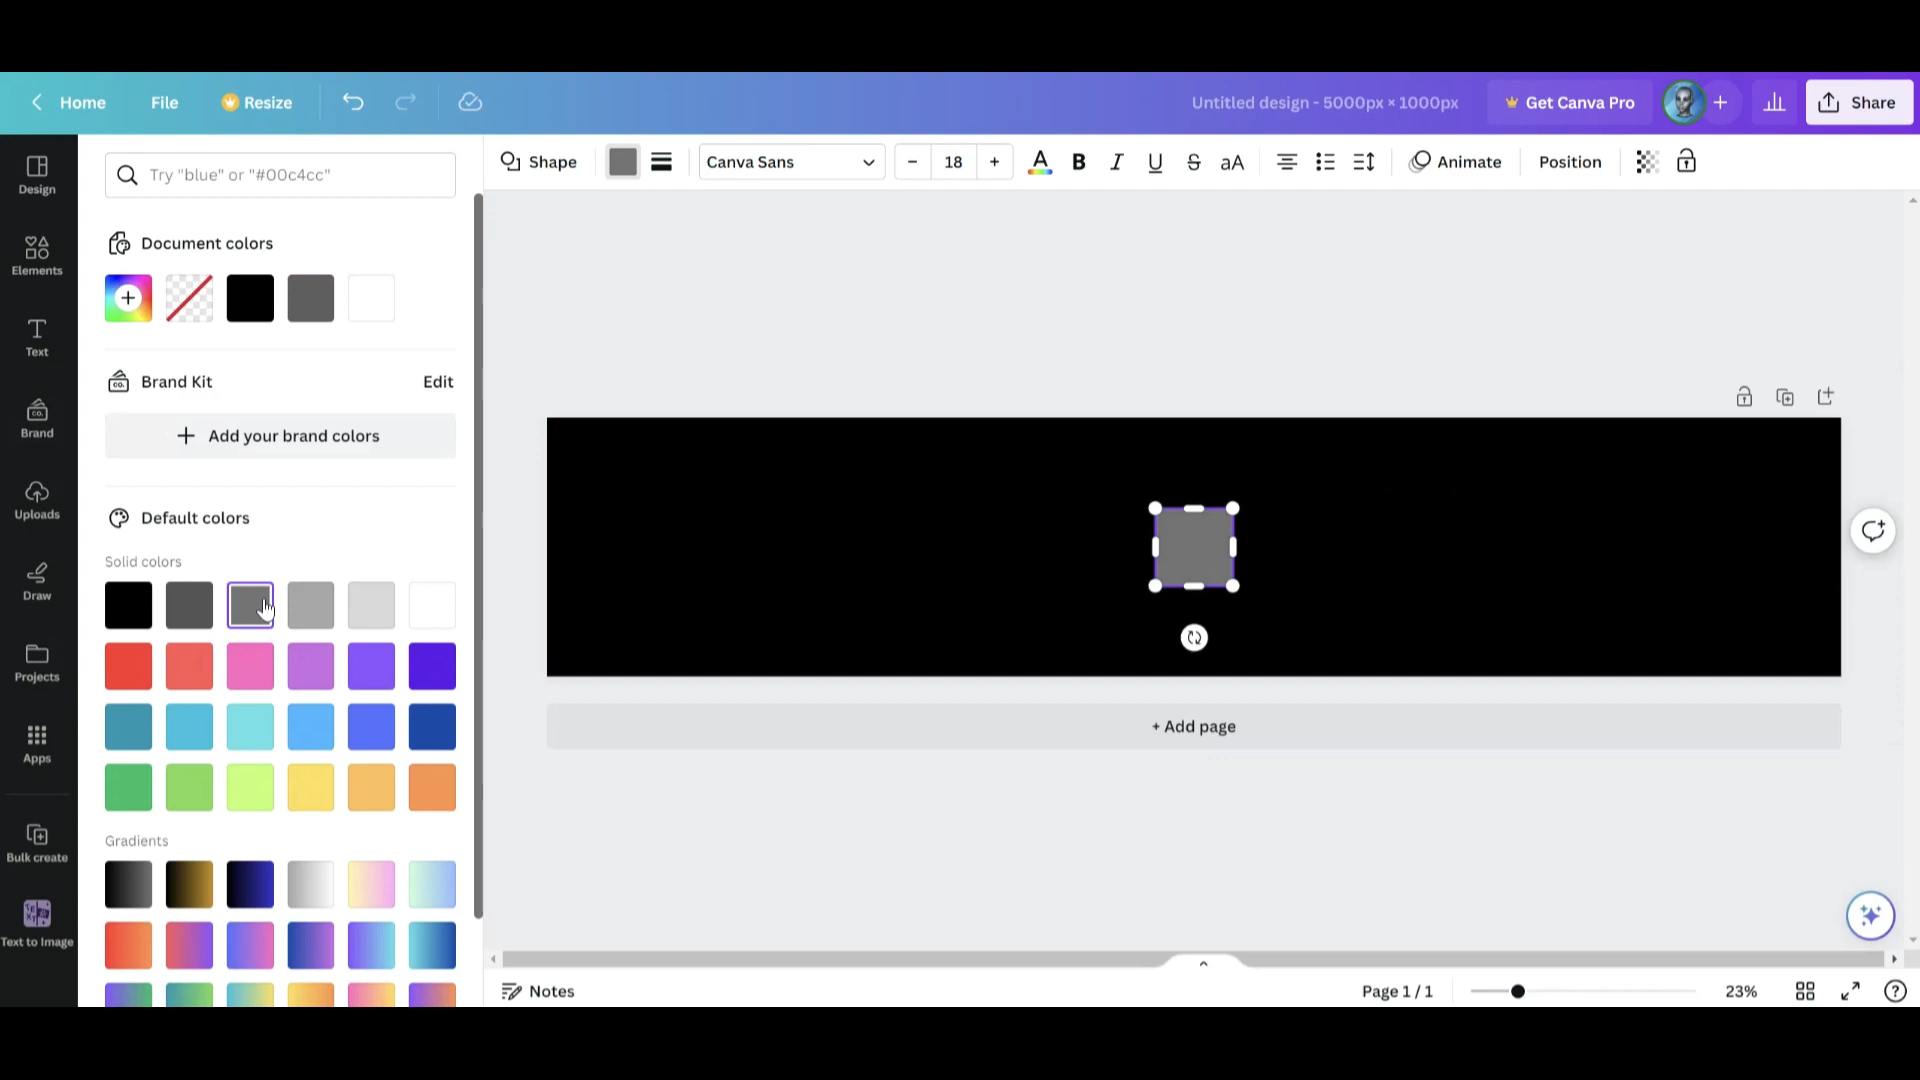 Home
File
Resize
Untitled design - 5000px × 1000px
Get Canva Pro
Share
Design
Elements
Text
Brand
Uploads
Draw
Projects
Apps
Bulk create
Text to Image
Try "blue" or "#00c4cc"
Document colors
Brand Kit
Edit
CO.
+ Add your brand colors
Default colors
Solid colors
Gradients
Shape
Canva Sans
− 18 +
A
B
I
U
S
aA
Animate
Position
+ Add page
Notes
Page 1 / 1
23%
?